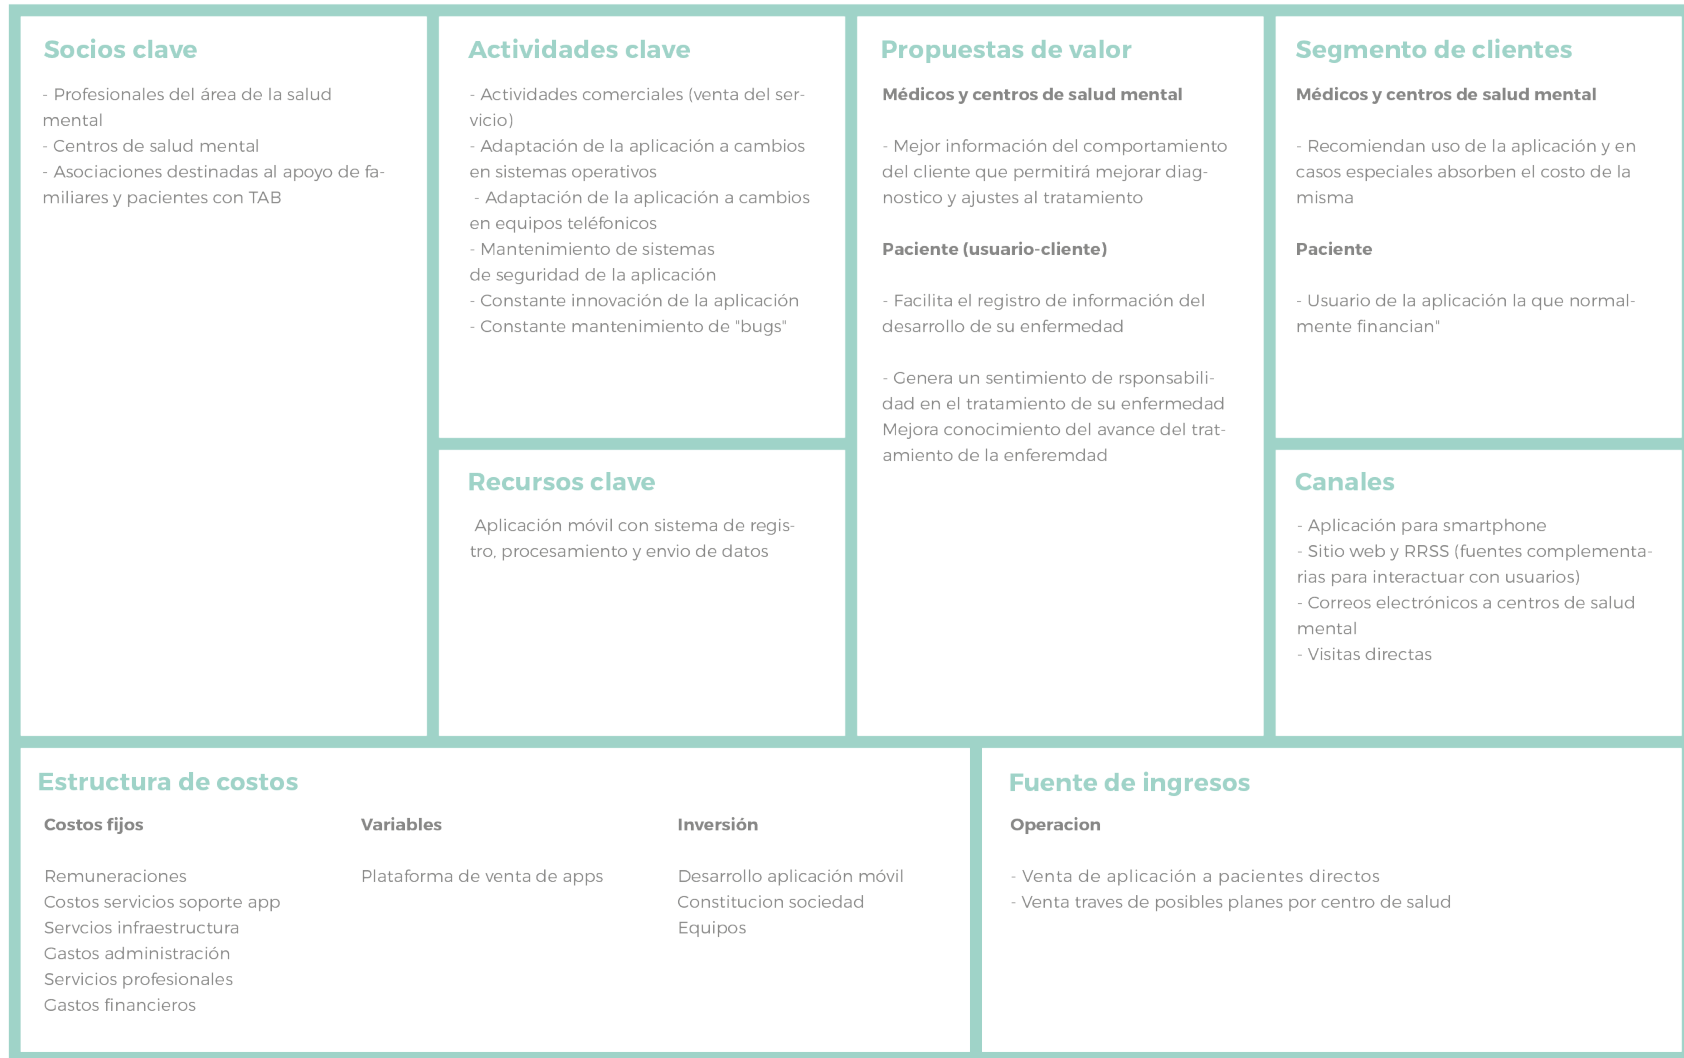 Socios clave
- Profesionales del área de la salud
mental
- Centros de salud mental
- Asociaciones destinadas al apoyo de fa-
miliares y pacientes con TAB
Actividades clave
- Actividades comerciales (venta del ser-
vicio)
- Adaptación de la aplicación a cambios
en sistemas operativos
- Adaptación de la aplicación a cambios
en equipos teléfonicos
- Mantenimiento de sistemas
de seguridad de la aplicación
- Constante innovación de la aplicación
- Constante mantenimiento de "bugs"
Recursos clave
Aplicación móvil con sistema de regis-
tro, procesamiento y envio de datos
Propuestas de valor
Médicos y centros de salud mental
- Mejor información del comportamiento
del cliente que permitirá mejorar diag-
nostico y ajustes al tratamiento
Paciente (usuario-cliente)
- Facilita el registro de información del
desarrollo de su enfermedad
- Genera un sentimiento de rsponsabili-
dad en el tratamiento de su enfermedad
Mejora conocimiento del avance del trat-
amiento de la enferemdad
Segmento de clientes
Médicos y centros de salud mental
- Recomiendan uso de la aplicación y en
casos especiales absorben el costo de la
misma
Paciente
- Usuario de la aplicación la que normal-
mente financian"
Canales
- Aplicación para smartphone
- Sitio web y RRSS (fuentes complementa-
rias para interactuar con usuarios)
- Correos electrónicos a centros de salud
mental
- Visitas directas
Estructura de costos
Costos fijos
Remuneraciones
Costos servicios soporte app
Servcios infraestructura
Gastos administración
Servicios profesionales
Gastos financieros
Variables
Plataforma de venta de apps
Inversión
Desarrollo aplicación móvil
Constitucion sociedad
Equipos
Fuente de ingresos
Operacion
- Venta de aplicación a pacientes directos
- Venta traves de posibles planes por centro de salud